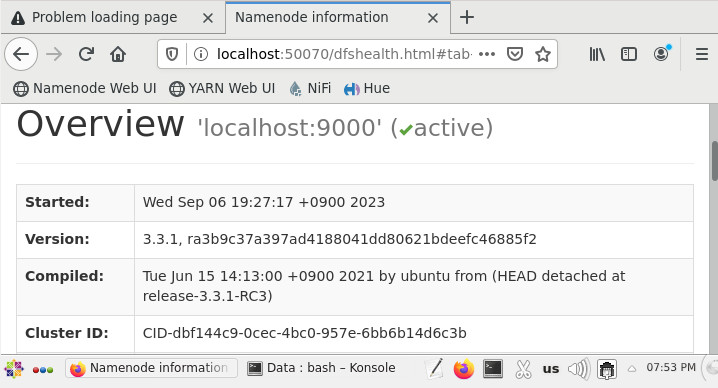 Problem loading page
Namenode information
localhost:50070/dfshealth.html#tab-
Namenode Web UI YARN Web UI NiFi Hue
Overview 'localhost:9000' (✔active)
Started: Wed Sep 06 19:27:17 +0900 2023
Version: 3.3.1, ra3b9c37a397ad4188041dd80621bdeefc46885f2
Compiled: Tue Jun 15 14:13:00 +0900 2021 by ubuntu from (HEAD detached at
release-3.3.1-RC3)
Cluster ID: CID-dbf144c9-0cec-4bc0-957e-6bb6b14d6c3b
Namenode information Data : bash – Konsole us 07:53 PM